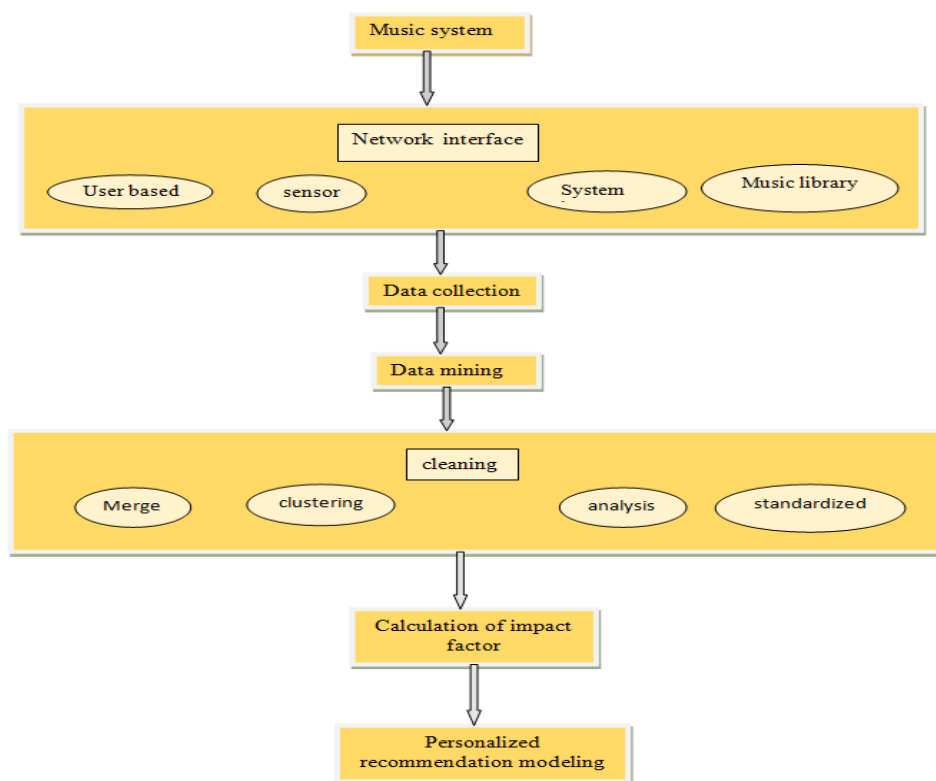 Music system
Network interface
User based
sensor
System
Music library
Data collection
Data mining
cleaning
Merge
clustering
analysis
standardized
Calculation of impact
factor
Personalized
recommendation modeling